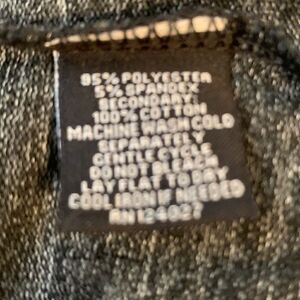 95% POLYESTER
5% SPANDEX
SECONDARY:
100% COTTON
MACHINE WASH COLD
SEPARATELY
GENTLE CYCLE
DO NOT BLEACH
LAY FLAT TO DRY
COOL IRON IF NEEDED
RN 124027